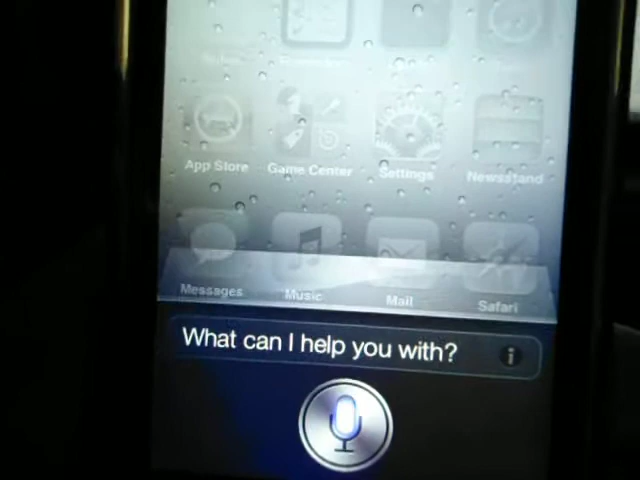 App Store Game Center Settings Newsstand
Messages Music Mail Safari
What can I help you with?